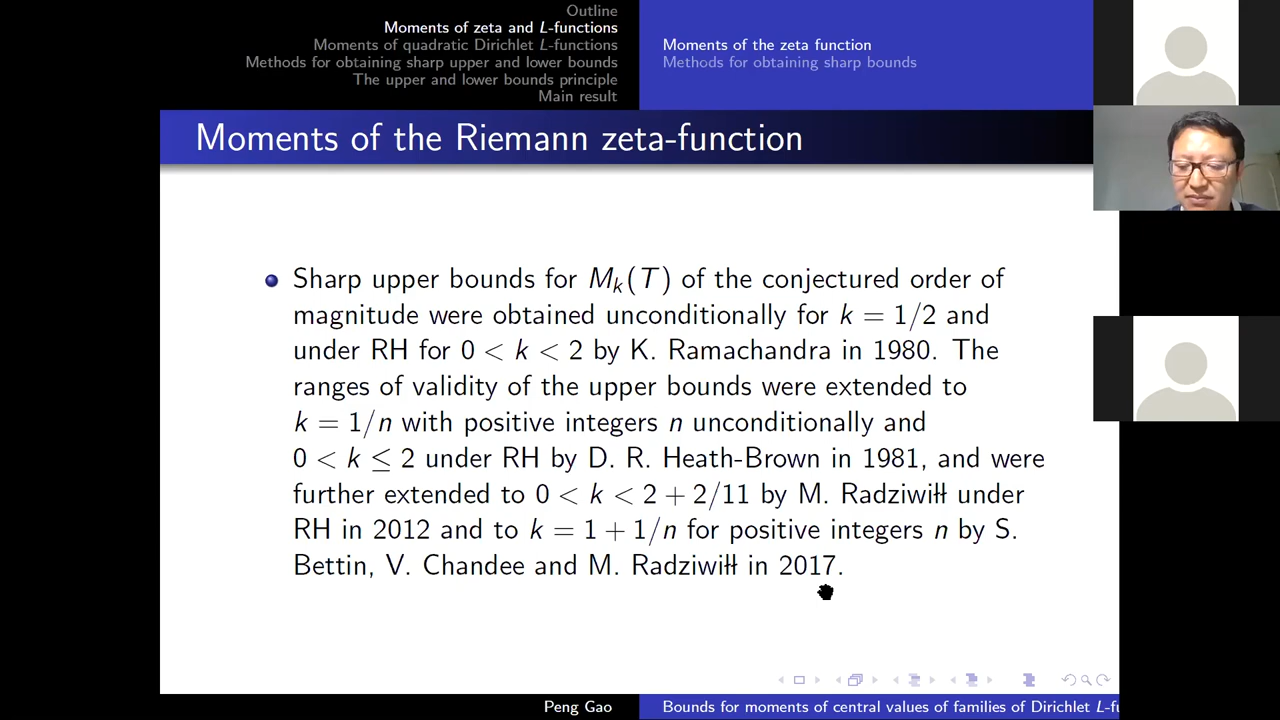 Outline
Moments of zeta and L-functions
Moments of quadratic Dirichlet L-functions
Methods for obtaining sharp upper and lower bounds
The upper and lower bounds principle
Main result
Moments of the zeta function
Methods for obtaining sharp bounds
Moments of the Riemann zeta-function
Sharp upper bounds for Mₖ(T) of the conjectured order of
magnitude were obtained unconditionally for k = 1/2 and
under RH for 0 < k < 2 by K. Ramachandra in 1980. The
ranges of validity of the upper bounds were extended to
k = 1/n with positive integers n unconditionally and
0 < k ≤ 2 under RH by D. R. Heath-Brown in 1981, and were
further extended to 0 < k < 2 + 2/11 by M. Radziwiłł under
RH in 2012 and to k = 1 + 1/n for positive integers n by S.
Bettin, V. Chandee and M. Radziwiłł in 2017.
Peng Gao
Bounds for moments of central values of families of Dirichlet L-fu